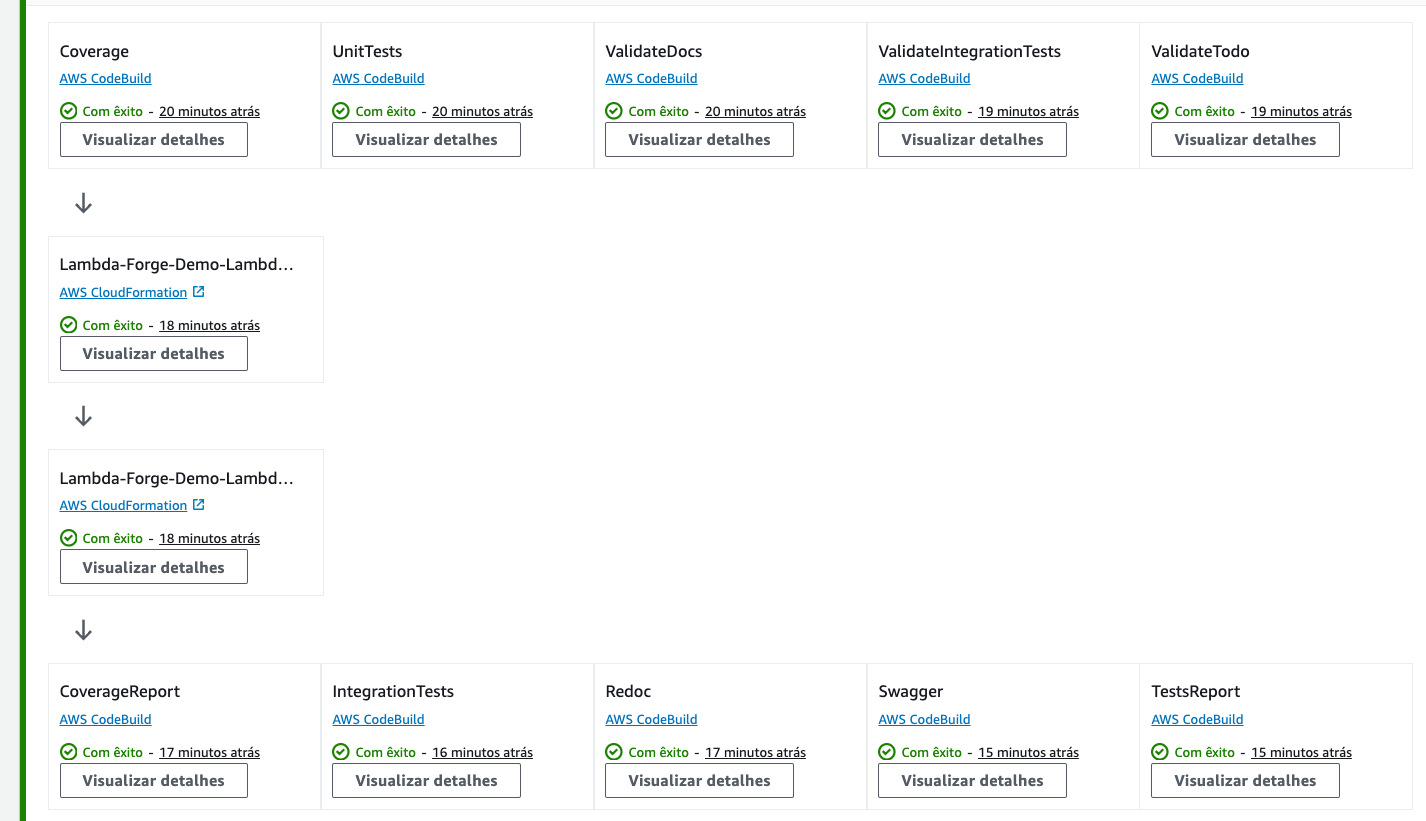 Coverage
AWS CodeBuild
Com êxito - 20 minutos atrás
Visualizar detalhes
UnitTests
AWS CodeBuild
Com êxito - 20 minutos atrás
Visualizar detalhes
ValidateDocs
AWS CodeBuild
Com êxito - 20 minutos atrás
Visualizar detalhes
ValidateIntegrationTests
AWS CodeBuild
Com êxito - 19 minutos atrás
Visualizar detalhes
ValidateTodo
AWS CodeBuild
Com êxito - 19 minutos atrás
Visualizar detalhes
Lambda-Forge-Demo-Lambd...
AWS CloudFormation
Com êxito - 18 minutos atrás
Visualizar detalhes
Lambda-Forge-Demo-Lambd...
AWS CloudFormation
Com êxito - 18 minutos atrás
Visualizar detalhes
CoverageReport
AWS CodeBuild
Com êxito - 17 minutos atrás
Visualizar detalhes
IntegrationTests
AWS CodeBuild
Com êxito - 16 minutos atrás
Visualizar detalhes
Redoc
AWS CodeBuild
Com êxito - 17 minutos atrás
Visualizar detalhes
Swagger
AWS CodeBuild
Com êxito - 15 minutos atrás
Visualizar detalhes
TestsReport
AWS CodeBuild
Com êxito - 15 minutos atrás
Visualizar detalhes